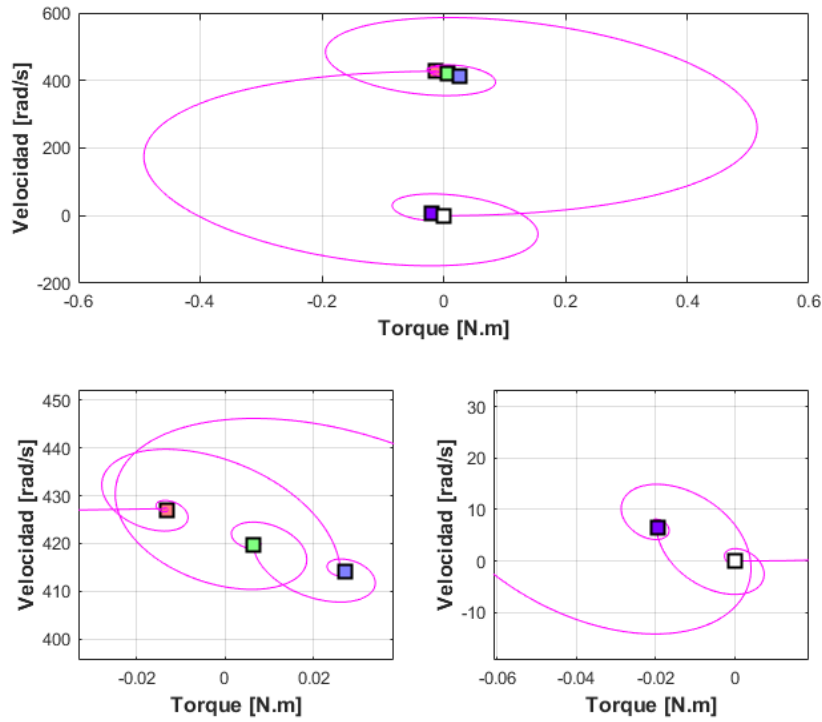 600
400
200
0
-200
Velocidad [rad/s]
-0.6 -0.4 -0.2 0 0.2 0.4 0.6
Torque [N.m]
450
440
430
420
410
400
Velocidad [rad/s]
-0.02 0 0.02
Torque [N.m]
30
20
10
0
-10
Velocidad [rad/s]
-0.06 -0.04 -0.02 0
Torque [N.m]